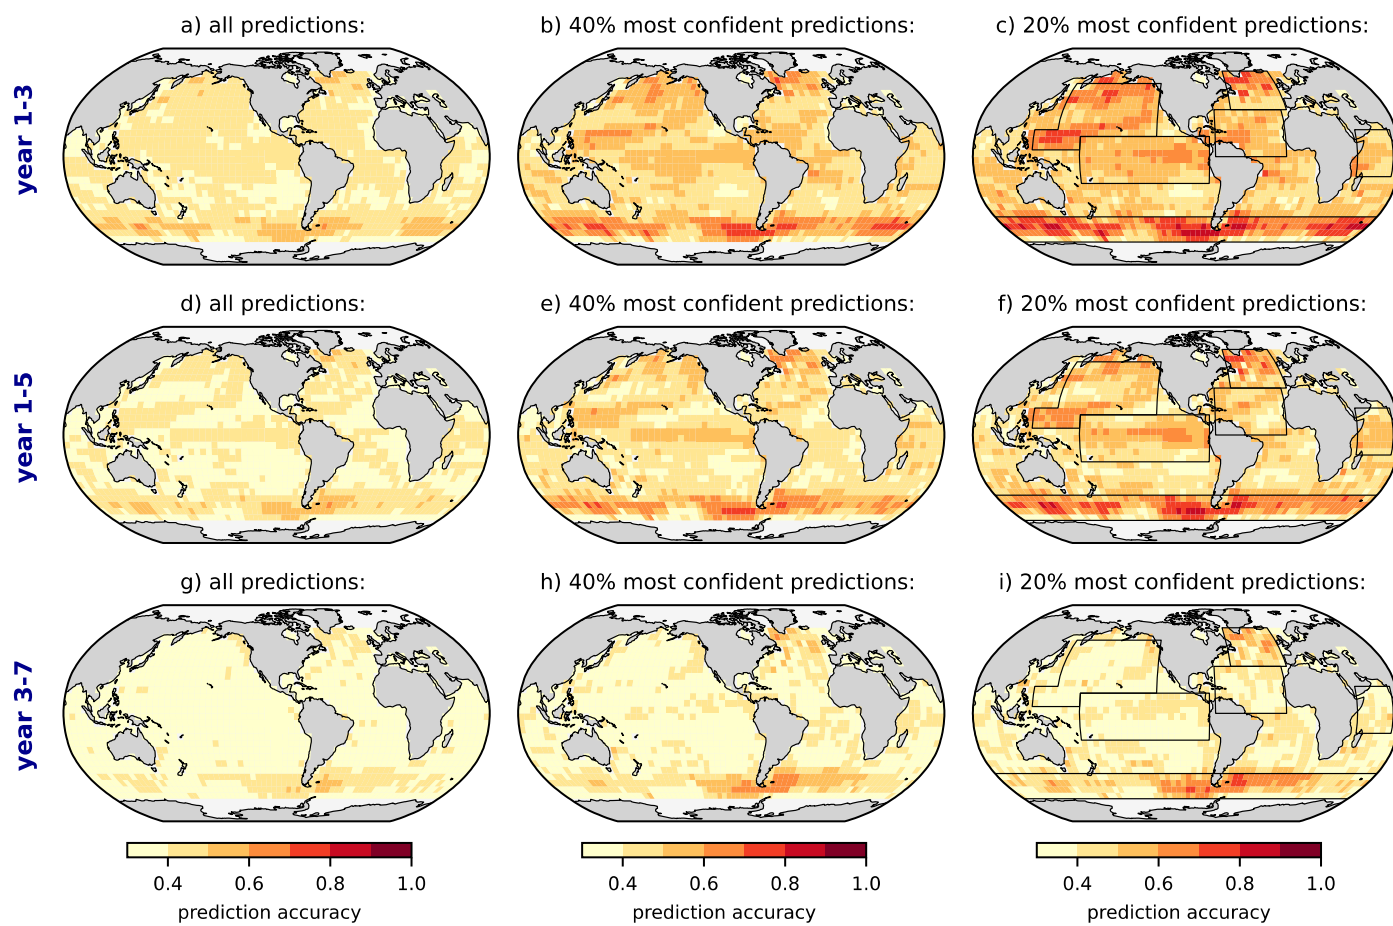 a) all predictions:
b) 40% most confident predictions:
c) 20% most confident predictions:
year 1-3
d) all predictions:
e) 40% most confident predictions:
f) 20% most confident predictions:
year 1-5
g) all predictions:
h) 40% most confident predictions:
i) 20% most confident predictions:
year 3-7
0.4 0.6 0.8 1.0
prediction accuracy
0.4 0.6 0.8 1.0
prediction accuracy
0.4 0.6 0.8 1.0
prediction accuracy